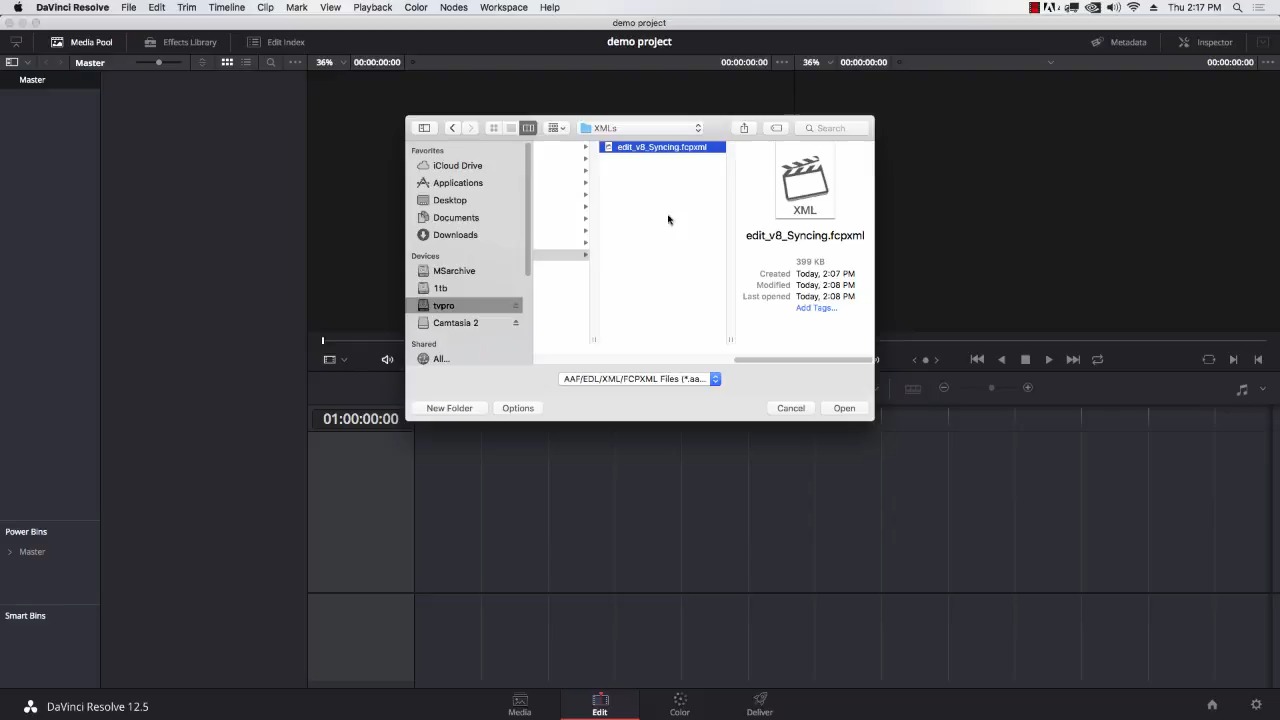 DaVinci Resolve File Edit Trim Timeline Clip Mark View Playback Color Nodes Workspace Help Thu 2:17 PM
demo project
Media Pool Effects Library Edit Index demo project Metadata Inspector
Master 36% 00:00:00:00 00:00:00:00 36% 00:00:00:00 00:00:00:00
Master
XMLs Search
Favorites
iCloud Drive
Applications
Desktop
Documents
Downloads
Devices
MSarchive
1tb
tvpro
Camtasia 2
Shared
All...
edit_v8_Syncing.fcpxml
XML
edit_v8_Syncing.fcpxml
399 KB
Created Today, 2:07 PM
Modified Today, 2:08 PM
Last opened Today, 2:08 PM
Add Tags...
AAF/EDL/XML/FCPXML Files (*.aa...
New Folder Options Cancel Open
01:00:00:00
Power Bins
Master
Smart Bins
DaVinci Resolve 12.5
Media Edit Color Deliver